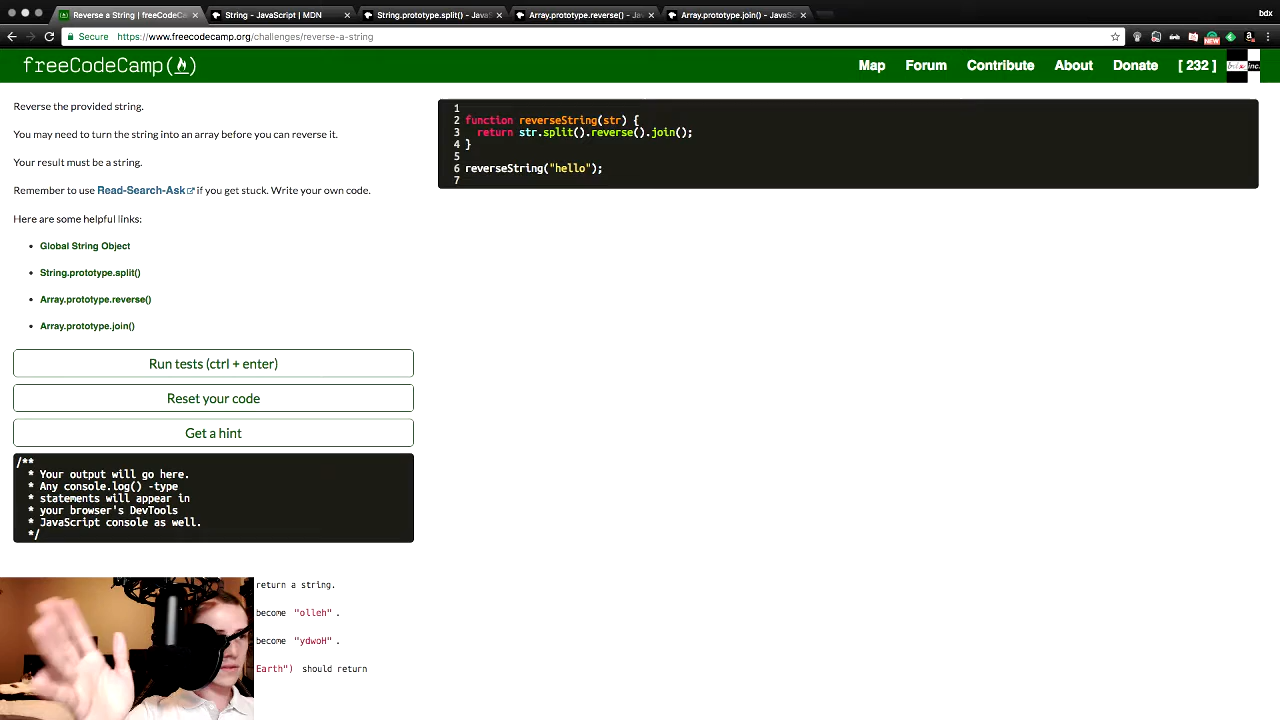 Reverse a String | freeCodeCa
String - JavaScript | MDN
String.prototype.split() - Java
Array.prototype.reverse() - Ja
Array.prototype.join() - JavaSc
bdx
Secure https://www.freecodecamp.org/challenges/reverse-a-string
NEW
freeCodeCamp
Map Forum Contribute About Donate [ 232 ]
inc.
Reverse the provided string.
You may need to turn the string into an array before you can reverse it.
Your result must be a string.
Remember to use Read-Search-Ask if you get stuck. Write your own code.
Here are some helpful links:
• Global String Object
• String.prototype.split()
• Array.prototype.reverse()
• Array.prototype.join()
Run tests (ctrl + enter)
Reset your code
Get a hint
/**
* Your output will go here.
* Any console.log() -type
* statements will appear in
* your browser's DevTools
* JavaScript console as well.
*/
return a string.
become "olleh" .
become "ydwoH" .
Earth") should return
1
2 function reverseString(str) {
3 return str.split().reverse().join();
4 }
5
6 reverseString("hello");
7